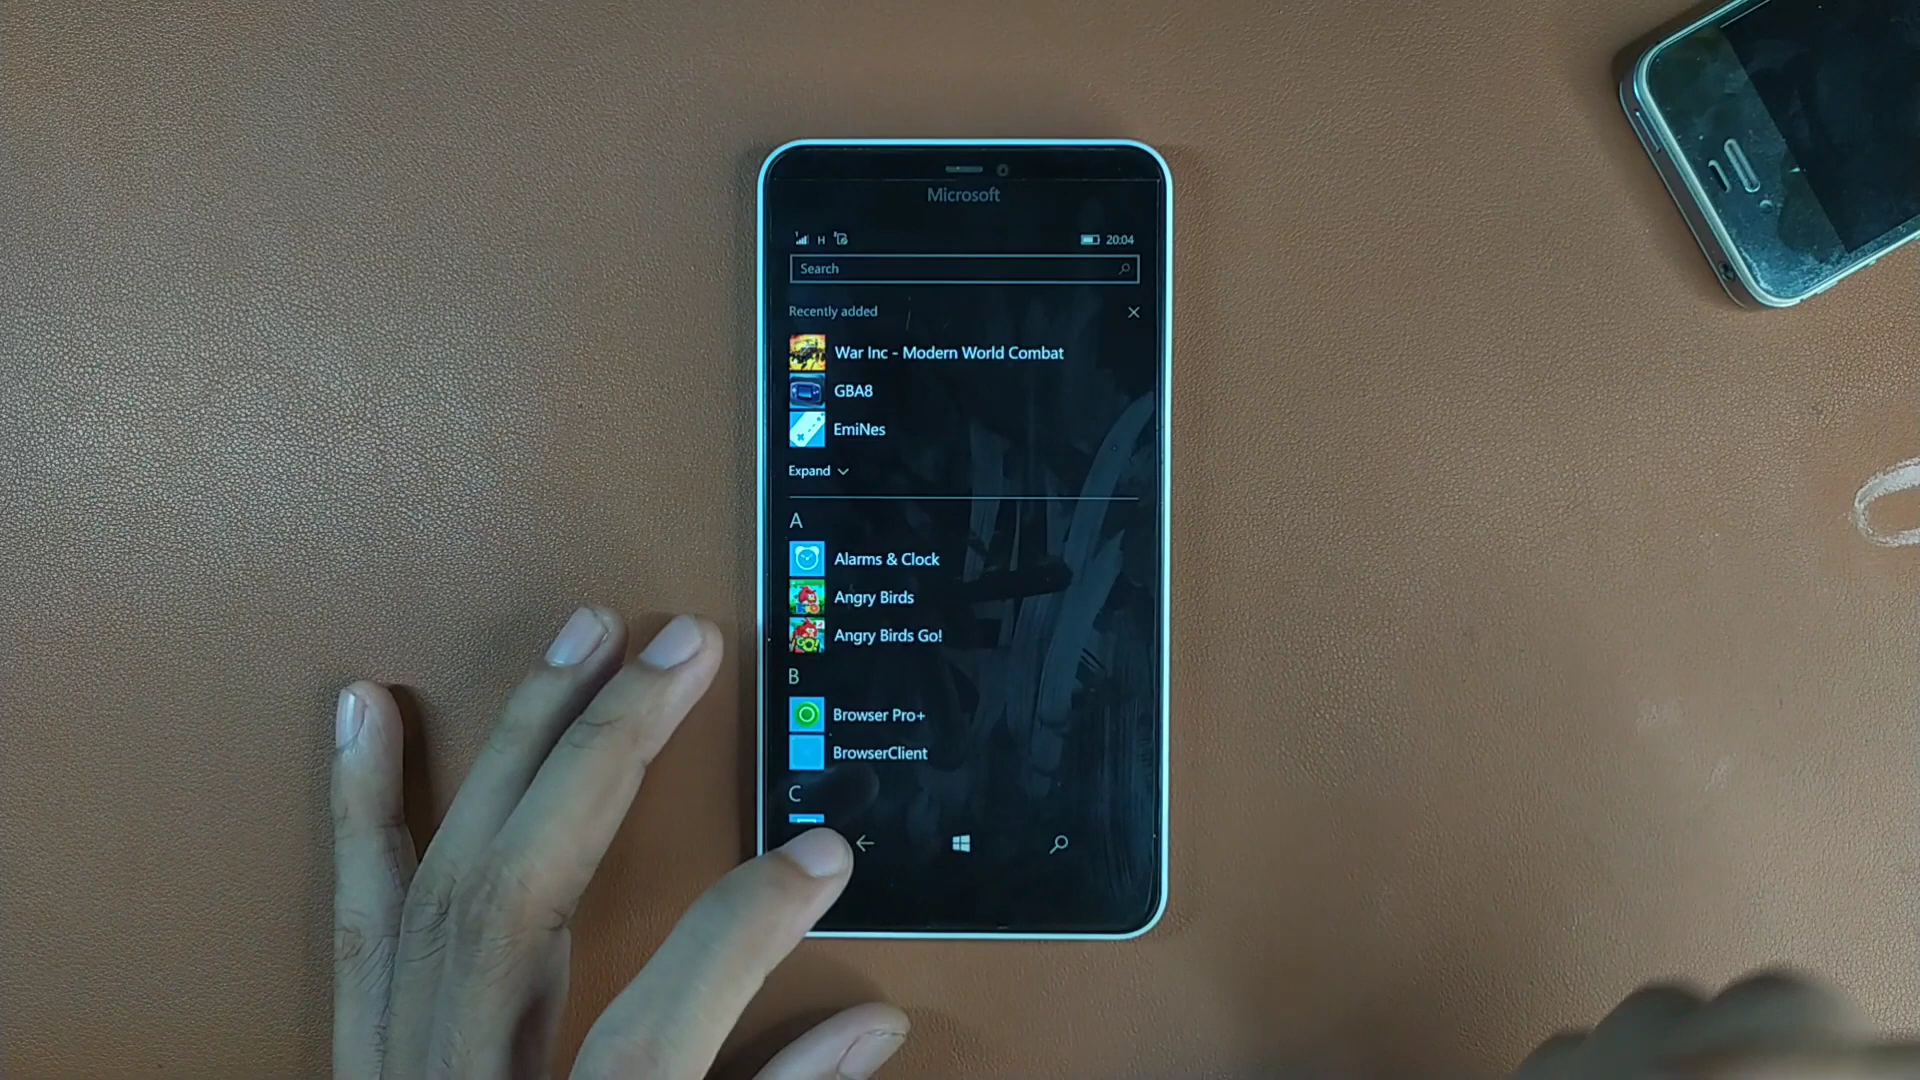 Microsoft
H
20:04
Search
Recently added
War Inc - Modern World Combat
GBA8
EmiNes
Expand
A
Alarms & Clock
Angry Birds
Angry Birds Go!
B
Browser Pro+
BrowserClient
C